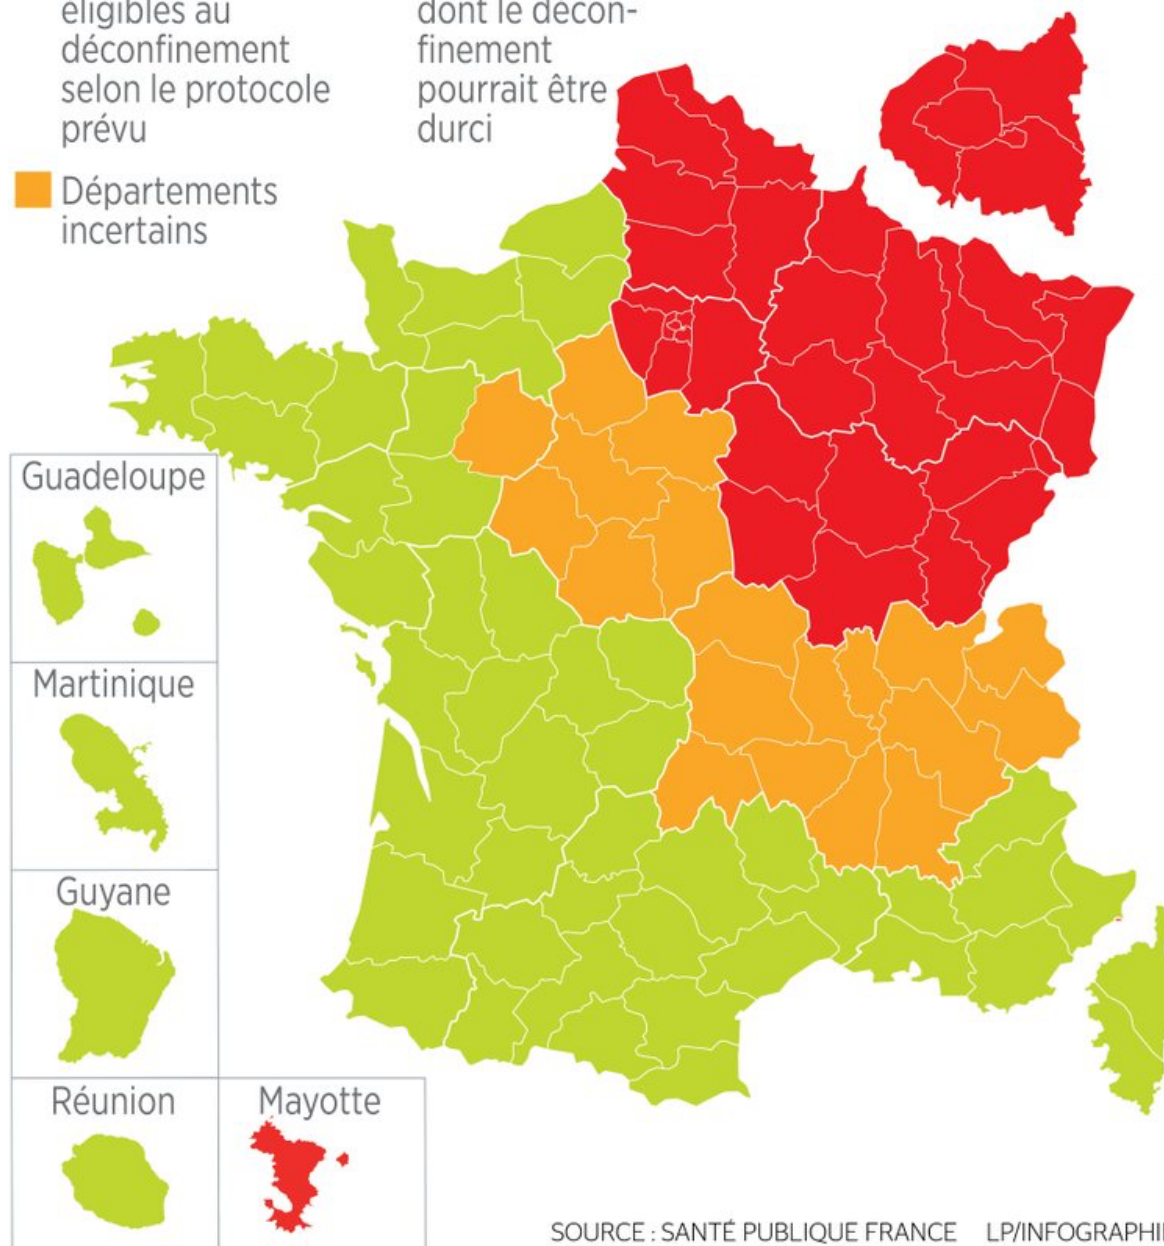 éligibles au
déconfinement
selon le protocole
prévu
dont le décon-
finement
pourrait être
durci
Départements
incertains
Guadeloupe
Martinique
Guyane
Réunion
Mayotte
SOURCE : SANTÉ PUBLIQUE FRANCE LP/INFOGRAPHI